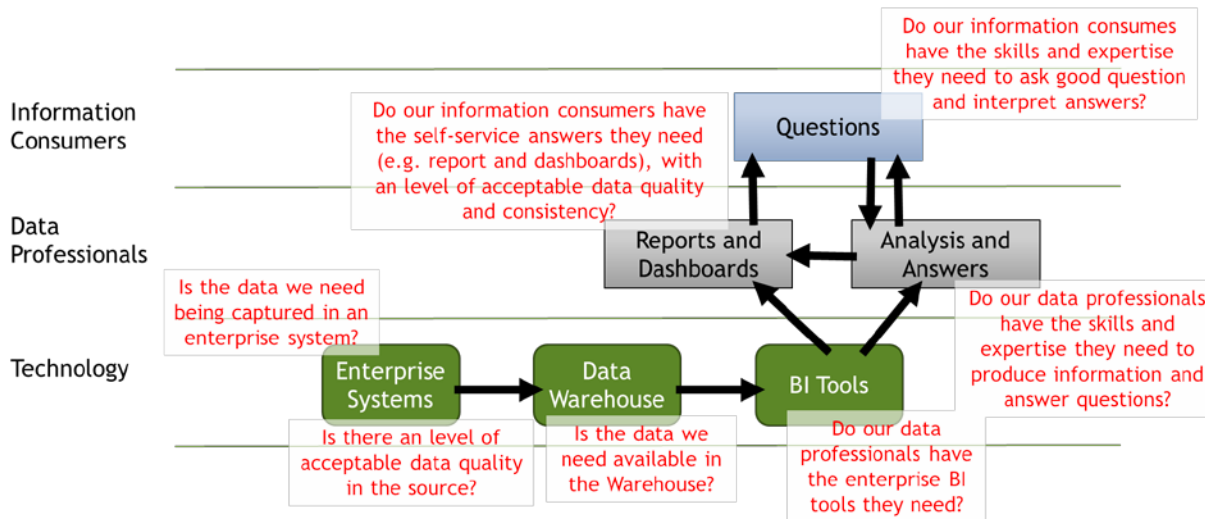 Do our information consumes
have the skills and expertise
they need to ask good question
and interpret answers?
Information
Consumers
Do our information consumers have
the self-service answers they need
(e.g. report and dashboards), with
an level of acceptable data quality
and consistency?
Questions
Data
Professionals
Reports and
Dashboards
Analysis and
Answers
Is the data we need
being captured in an
enterprise system?
Do our data professionals
have the skills and
expertise they need to
produce information and
answer questions?
Technology
Enterprise
Systems
Data
Warehouse
BI Tools
Is there an level of
acceptable data quality
in the source?
Is the data we
need available in
the Warehouse?
Do our data
professionals have
the enterprise BI
tools they need?